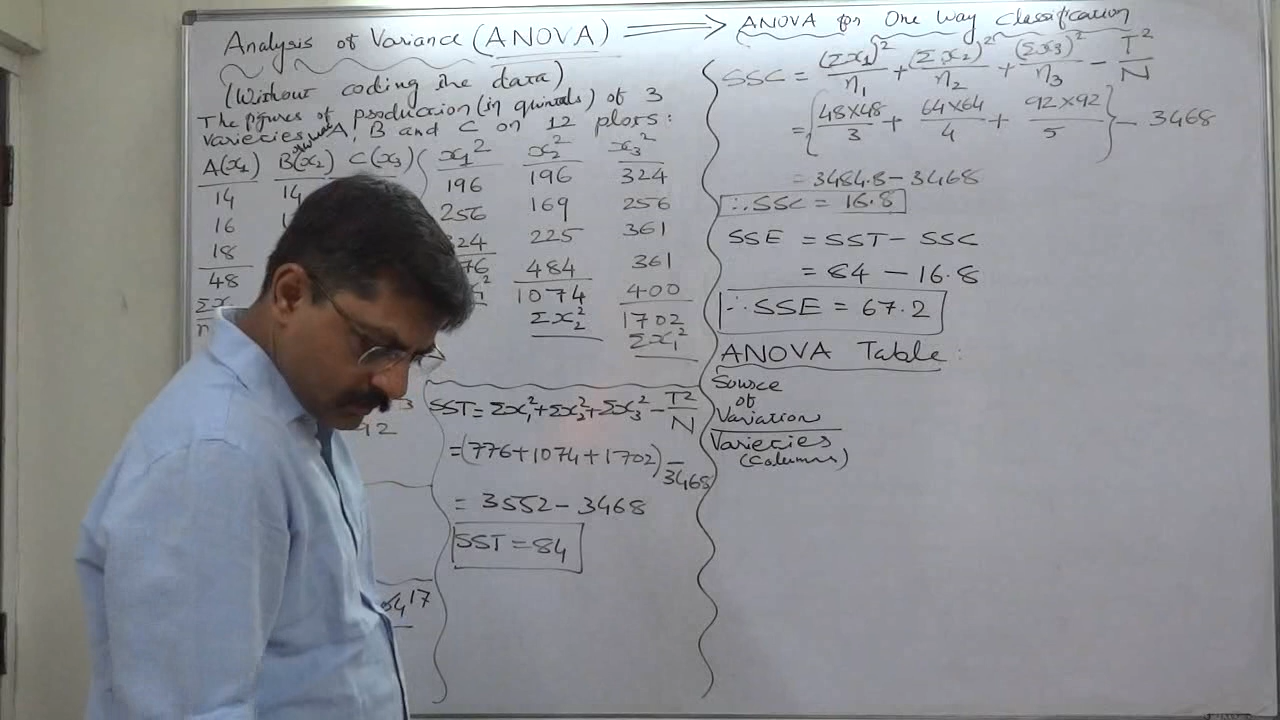 Analysis of Variance (ANOVA) ⟹ ANOVA for One Way Classification
(Without coding the data)
The figures of production (in quintals) of 3
varieties A, B and C on 12 plots:
A(x₁) B(x₂) C(x₃) x₁² x₂² x₃²
14 14 196 196 324
16 256 169 256
18 324 225 361
48 484 361
1074 400
Σx₂² 1702
Σx₁²
92
17
SST = Σx₁² + Σx₂² + Σx₃² - T²/N
= (776 + 1074 + 1702) - 3468
= 3552 - 3468
SST = 84
SSC = (Σx₁)²/n₁ + (Σx₂)²/n₂ + (Σx₃)²/n₃ - T²/N
= {48×48/3 + 64×64/4 + 92×92/5} - 3468
= 3484.8 - 3468
∴ SSC = 16.8
SSE = SST - SSC
= 84 - 16.8
∴ SSE = 67.2
ANOVA Table:
Source
of
Variation
Varieties
(Columns)